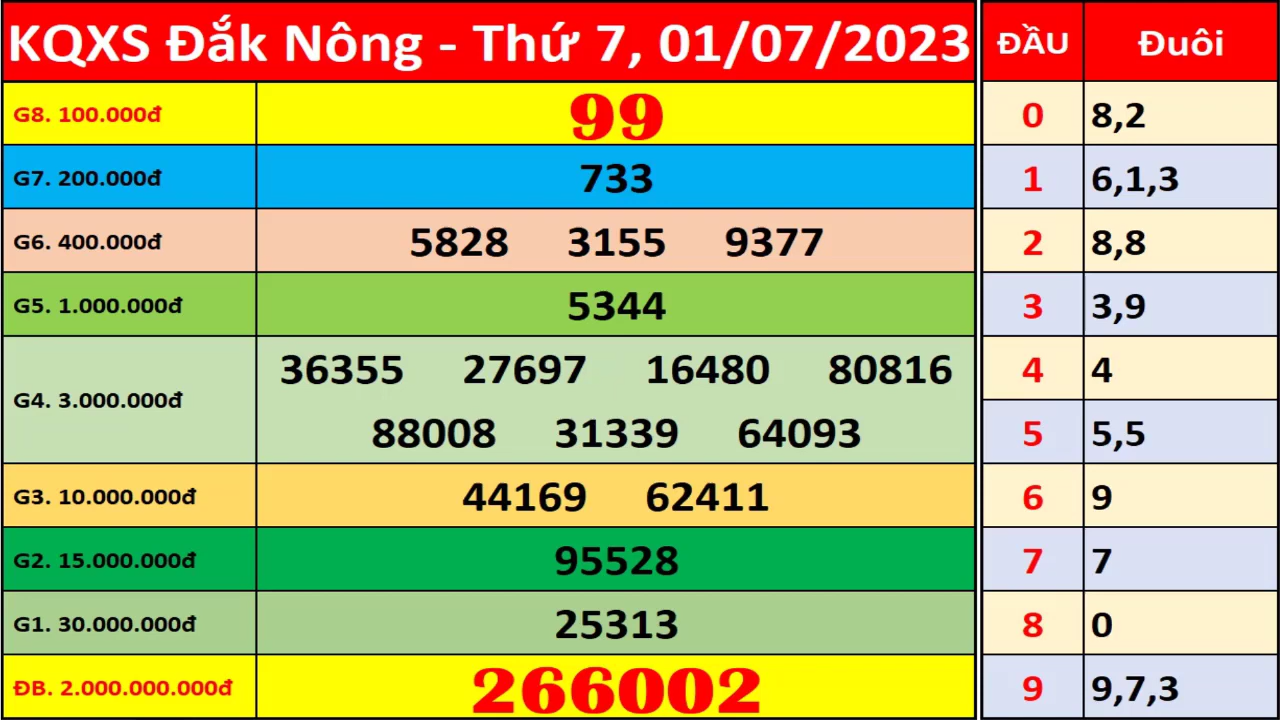 KQXS Đắk Nông - Thứ 7, 01/07/2023
G8. 100.000đ 99
G7. 200.000đ 733
G6. 400.000đ 5828 3155 9377
G5. 1.000.000đ 5344
G4. 3.000.000đ 36355 27697 16480 80816
88008 31339 64093
G3. 10.000.000đ 44169 62411
G2. 15.000.000đ 95528
G1. 30.000.000đ 25313
ĐB. 2.000.000.000đ 266002
ĐẦU Đuôi
0 8,2
1 6,1,3
2 8,8
3 3,9
4 4
5 5,5
6 9
7 7
8 0
9 9,7,3